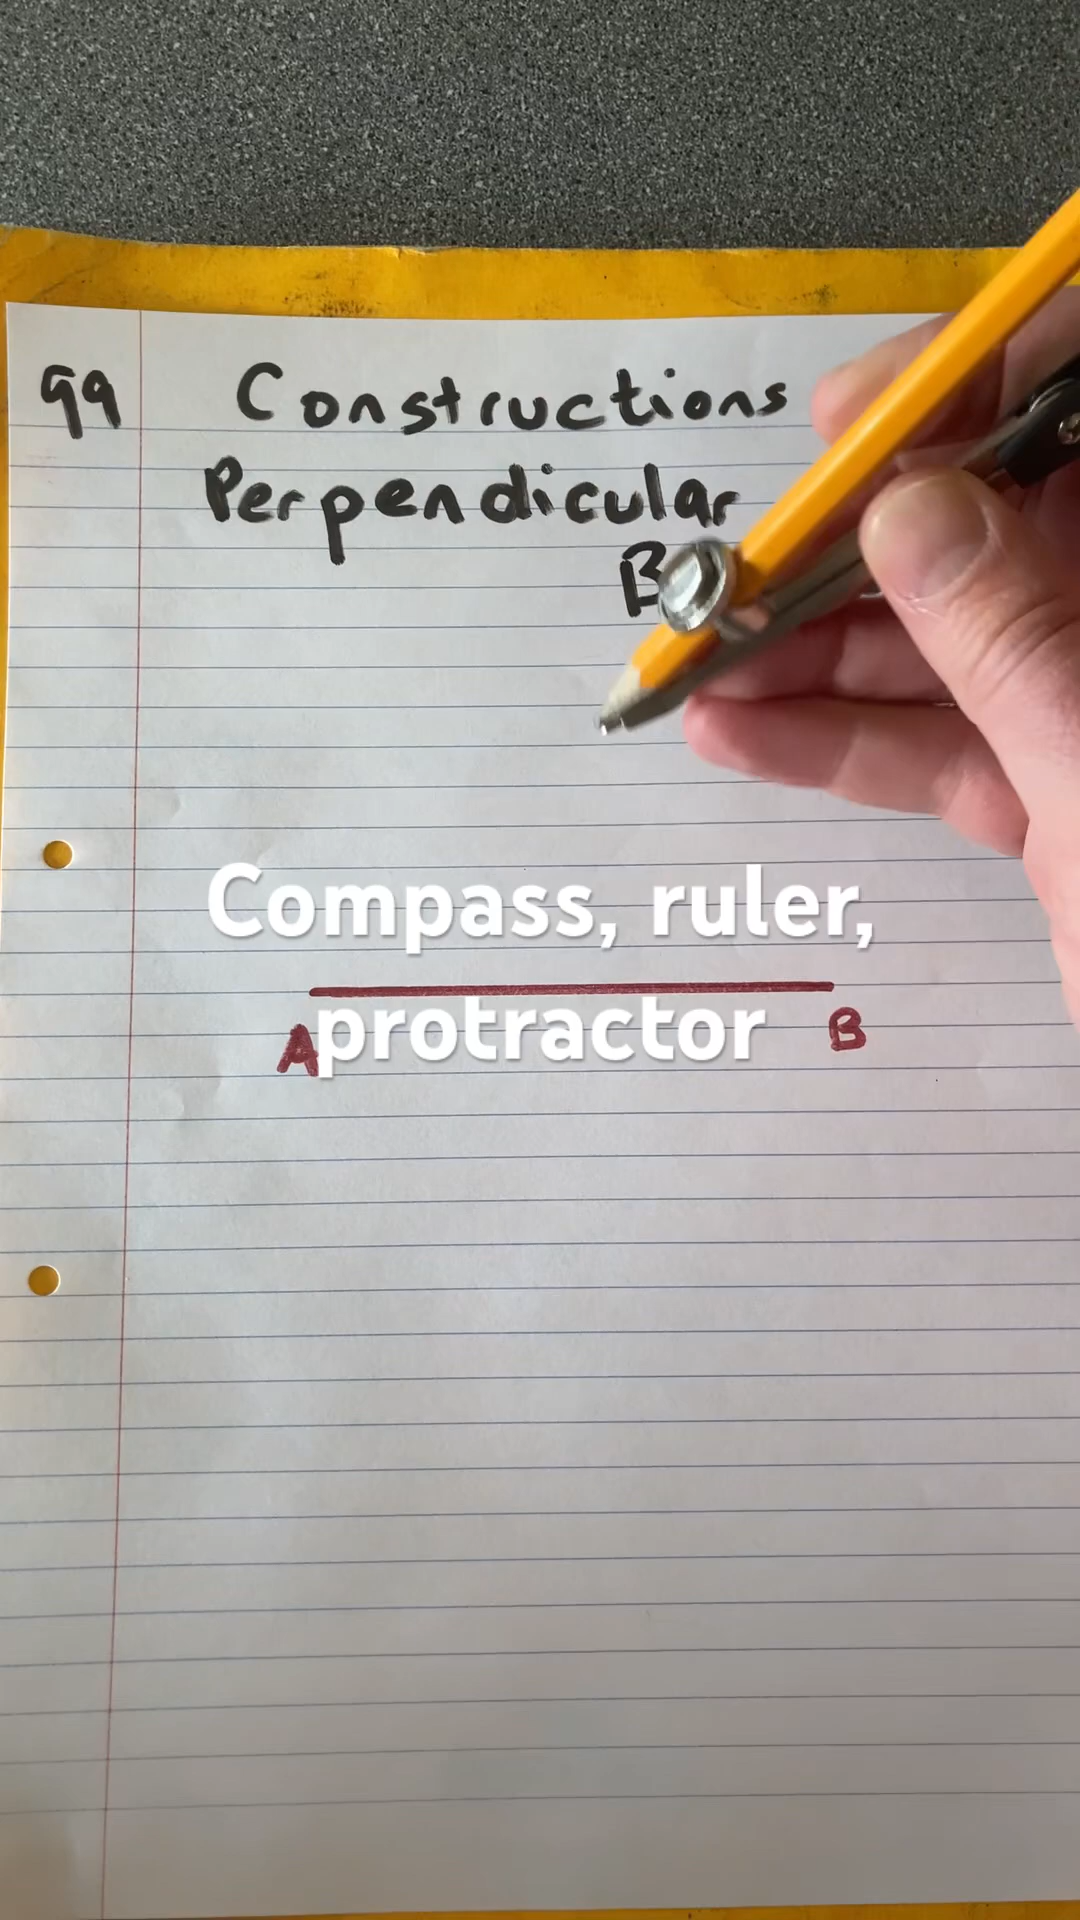 99 Constructions
Perpendicular
B
Compass, ruler,
protractor
A B